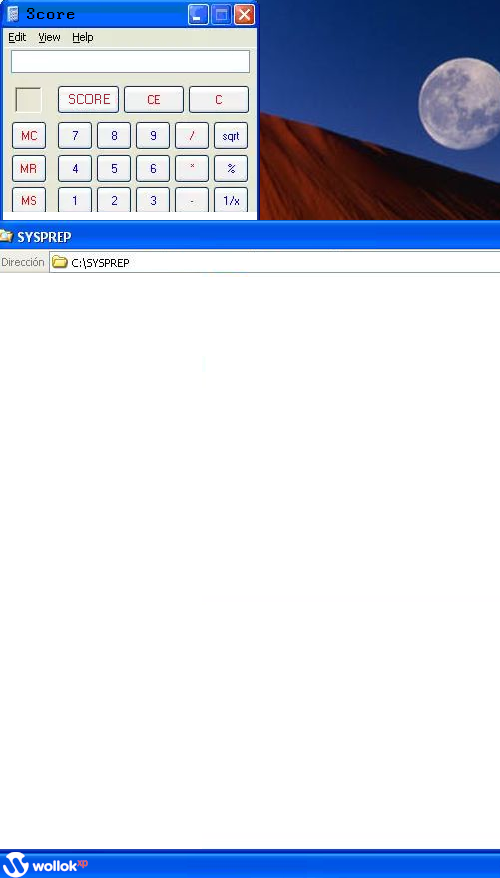 Score
Edit View Help
SCORE CE C
MC 7 8 9 / sqrt
MR 4 5 6 * %
MS 1 2 3 - 1/x
SYSPREP
Dirección C:\SYSPREP
wollok xp